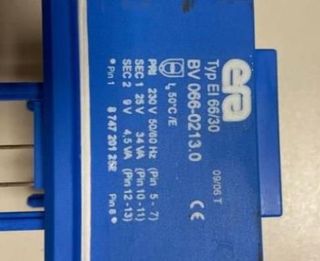 era
Typ EI 66/30
BV 066-0213.0
09/06 T
tₐ 50°C/E
PRI 230 V 50/60 Hz (Pin 5 - 7)
SEC 1 25 V 34 VA (Pin 10 - 11)
SEC 2 9 V 4,5 VA (Pin 12 - 13)
Pin 1
8 747 201 25E
Pin 8